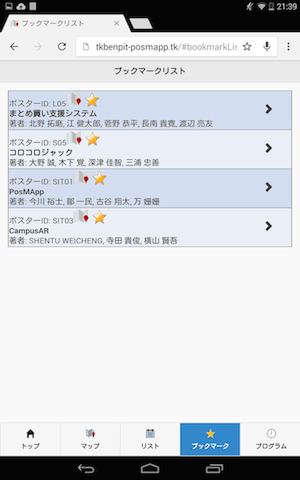 21:39
ブックマークリスト
tkbenpit-posmapp.tk/#bookmarkLis
ブックマークリスト
ポスターID: L05
まとめ買い支援システム
著者: 北野 拓磨, 江 健太郎, 菅野 恭平, 長南 貴寛, 渡辺 亮友
ポスターID: S05
コロコロジャック
著者: 大野 誠, 木下 覚, 深津 佳智, 三浦 忠善
ポスターID: SIT01
PosMApp
著者: 今川 裕士, 鄒 一民, 古谷 翔太, 万 姗姗
ポスターID: SIT03
CampusAR
著者: SHENTU WEICHENG, 寺田 貴俊, 横山 賢吾
トップ マップ リスト ブックマーク プログラム